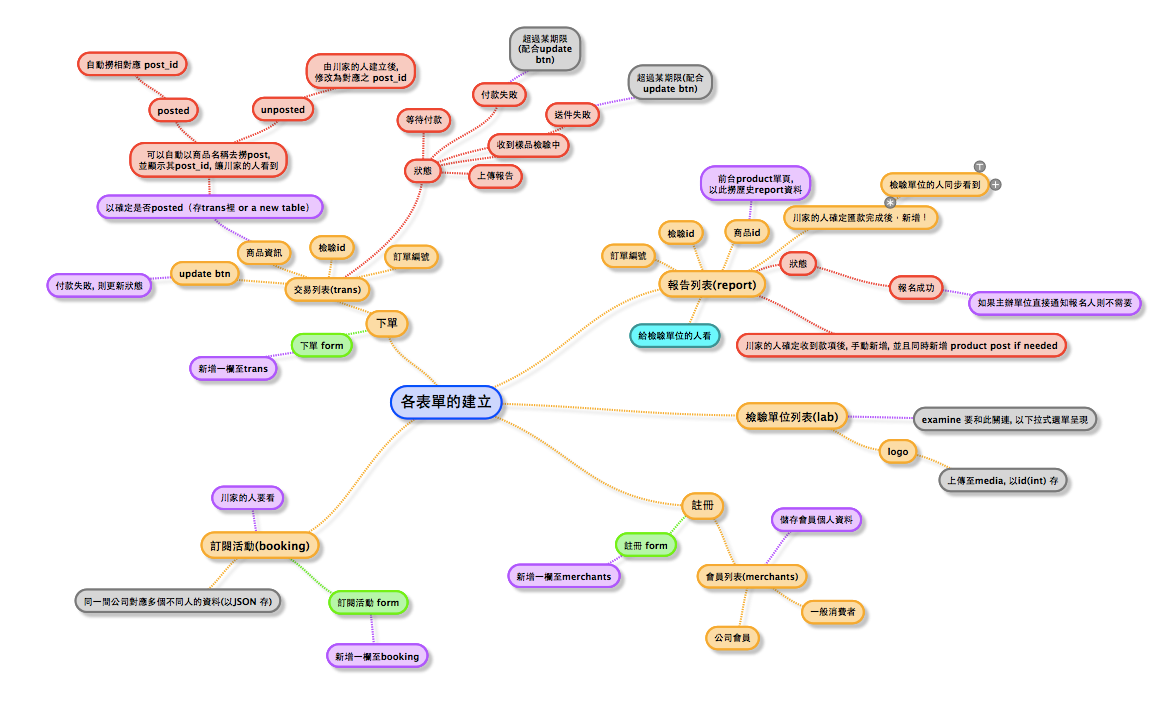 各表單的建立
下單
交易列表(trans)
商品資訊
檢驗id
訂單編號
update btn
付款失敗, 則更新狀態
以確定是否posted（存trans裡 or a new table）
可以自動以商品名稱去撈post,
並顯示其post_id, 讓川家的人看到
posted
自動撈相對應 post_id
unposted
由川家的人建立後,
修改為對應之 post_id
狀態
等待付款
付款失敗
超過某期限
(配合update
btn)
收到樣品檢驗中
送件失敗
超過某期限(配合
update btn)
上傳報告
下單 form
新增一欄至trans
報告列表(report)
訂單編號
檢驗id
商品id
前台product單頁,
以此撈歷史report資料
川家的人確定匯款完成後，新增！
檢驗單位的人同步看到
狀態
報名成功
如果主辦單位直接通知報名人則不需要
給檢驗單位的人看
川家的人確定收到款項後, 手動新增, 並且同時新增 product post if needed
檢驗單位列表(lab)
examine 要和此關連, 以下拉式選單呈現
logo
上傳至media, 以id(int) 存
註冊
註冊 form
新增一欄至merchants
會員列表(merchants)
儲存會員個人資料
一般消費者
公司會員
訂閱活動(booking)
川家的人要看
同一間公司對應多個不同人的資料(以JSON 存)
訂閱活動 form
新增一欄至booking